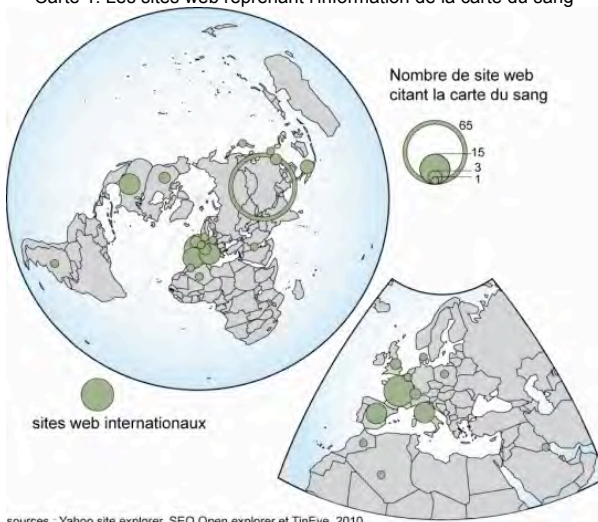 Carte 1. Les sites web reprenant l'information de la carte du sang
Nombre de site web
citant la carte du sang
65
15
3
1
sites web internationaux
sources : Yahoo site explorer, SEO Open explorer et TinEye, 2010